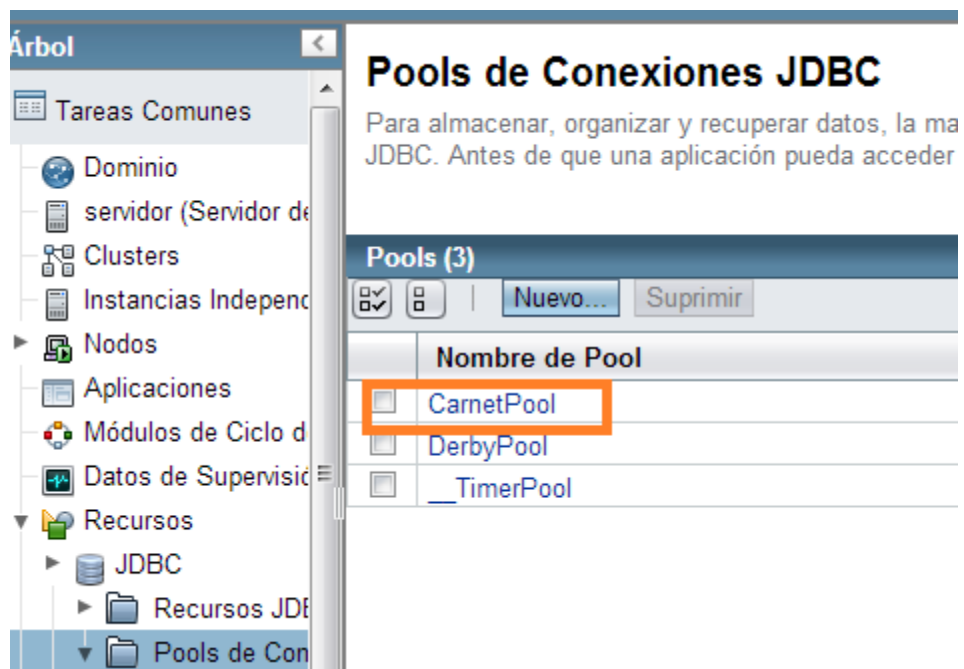 Árbol
Tareas Comunes
Dominio
servidor (Servidor de
Clusters
Instancias Independ
Nodos
Aplicaciones
Módulos de Ciclo d
Datos de Supervisió
Recursos
JDBC
Recursos JDB
Pools de Con
Pools de Conexiones JDBC
Para almacenar, organizar y recuperar datos, la ma
JDBC. Antes de que una aplicación pueda acceder
Pools (3)
Nuevo... Suprimir
Nombre de Pool
CarnetPool
DerbyPool
__TimerPool